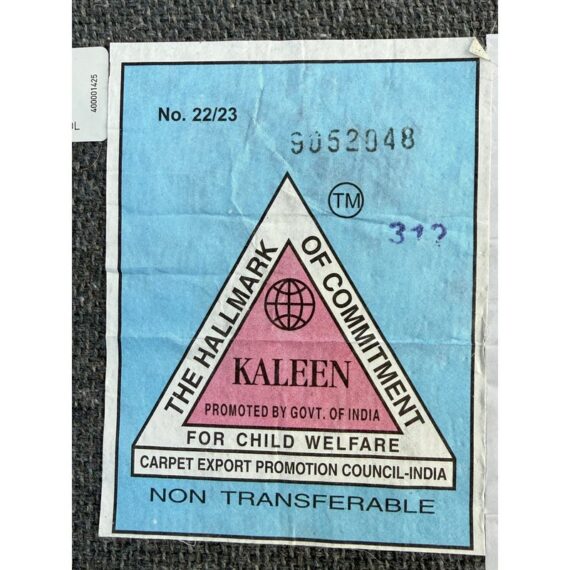 400001425
No. 22/23
9052048
TM
THE HALLMARK
OF COMMITMENT
KALEEN
PROMOTED BY GOVT. OF INDIA
FOR CHILD WELFARE
CARPET EXPORT PROMOTION COUNCIL-INDIA
NON TRANSFERABLE